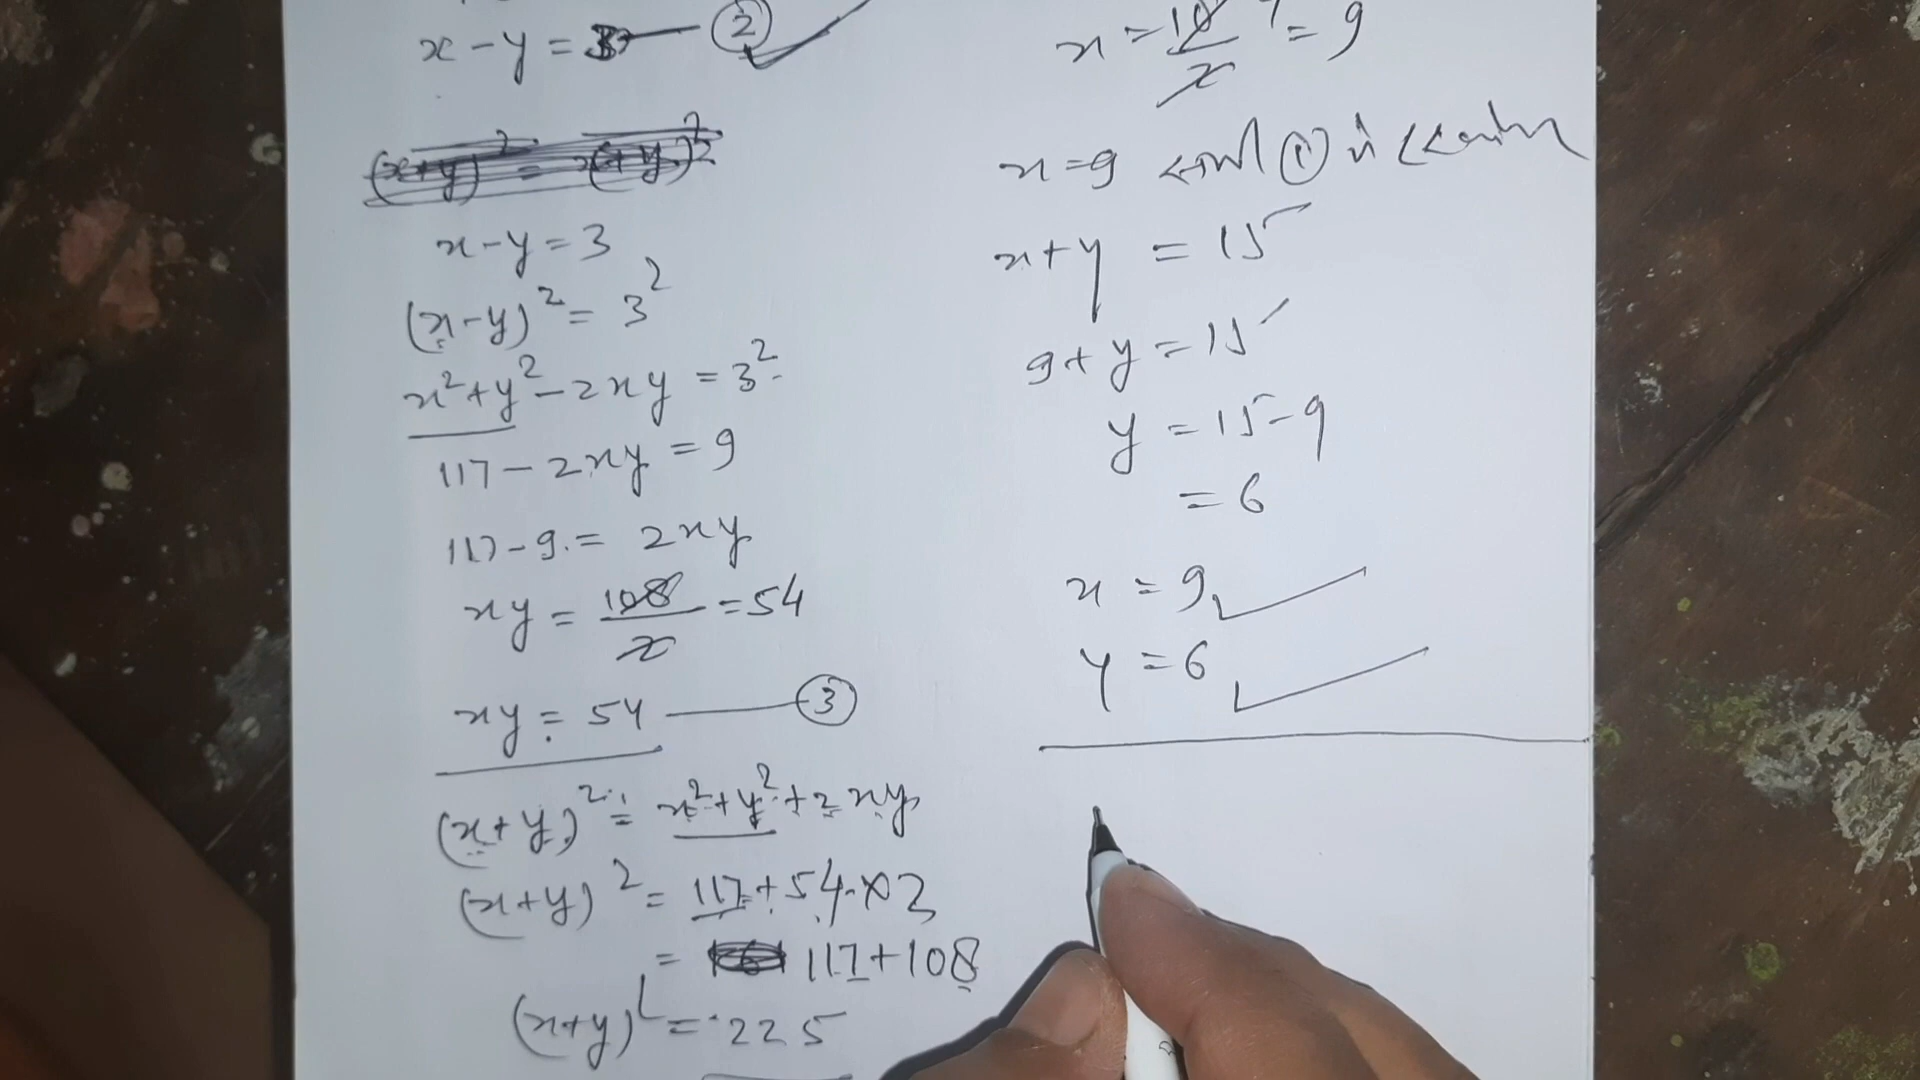 x - y = 3 — ②
x - y = 3
(x-y)² = 3²
x²+y² - 2xy = 3²
117 - 2xy = 9
117 - 9 = 2xy
xy = 108/2 = 54
xy = 54 — ③
(x+y)² = x²+y²+2xy
(x+y)² = 117 + 54 × 2
= 117 + 108
(x+y)² = 225
= 9
x = 9 ①
x + y = 15
9 + y = 15
y = 15 - 9
= 6
x = 9
y = 6